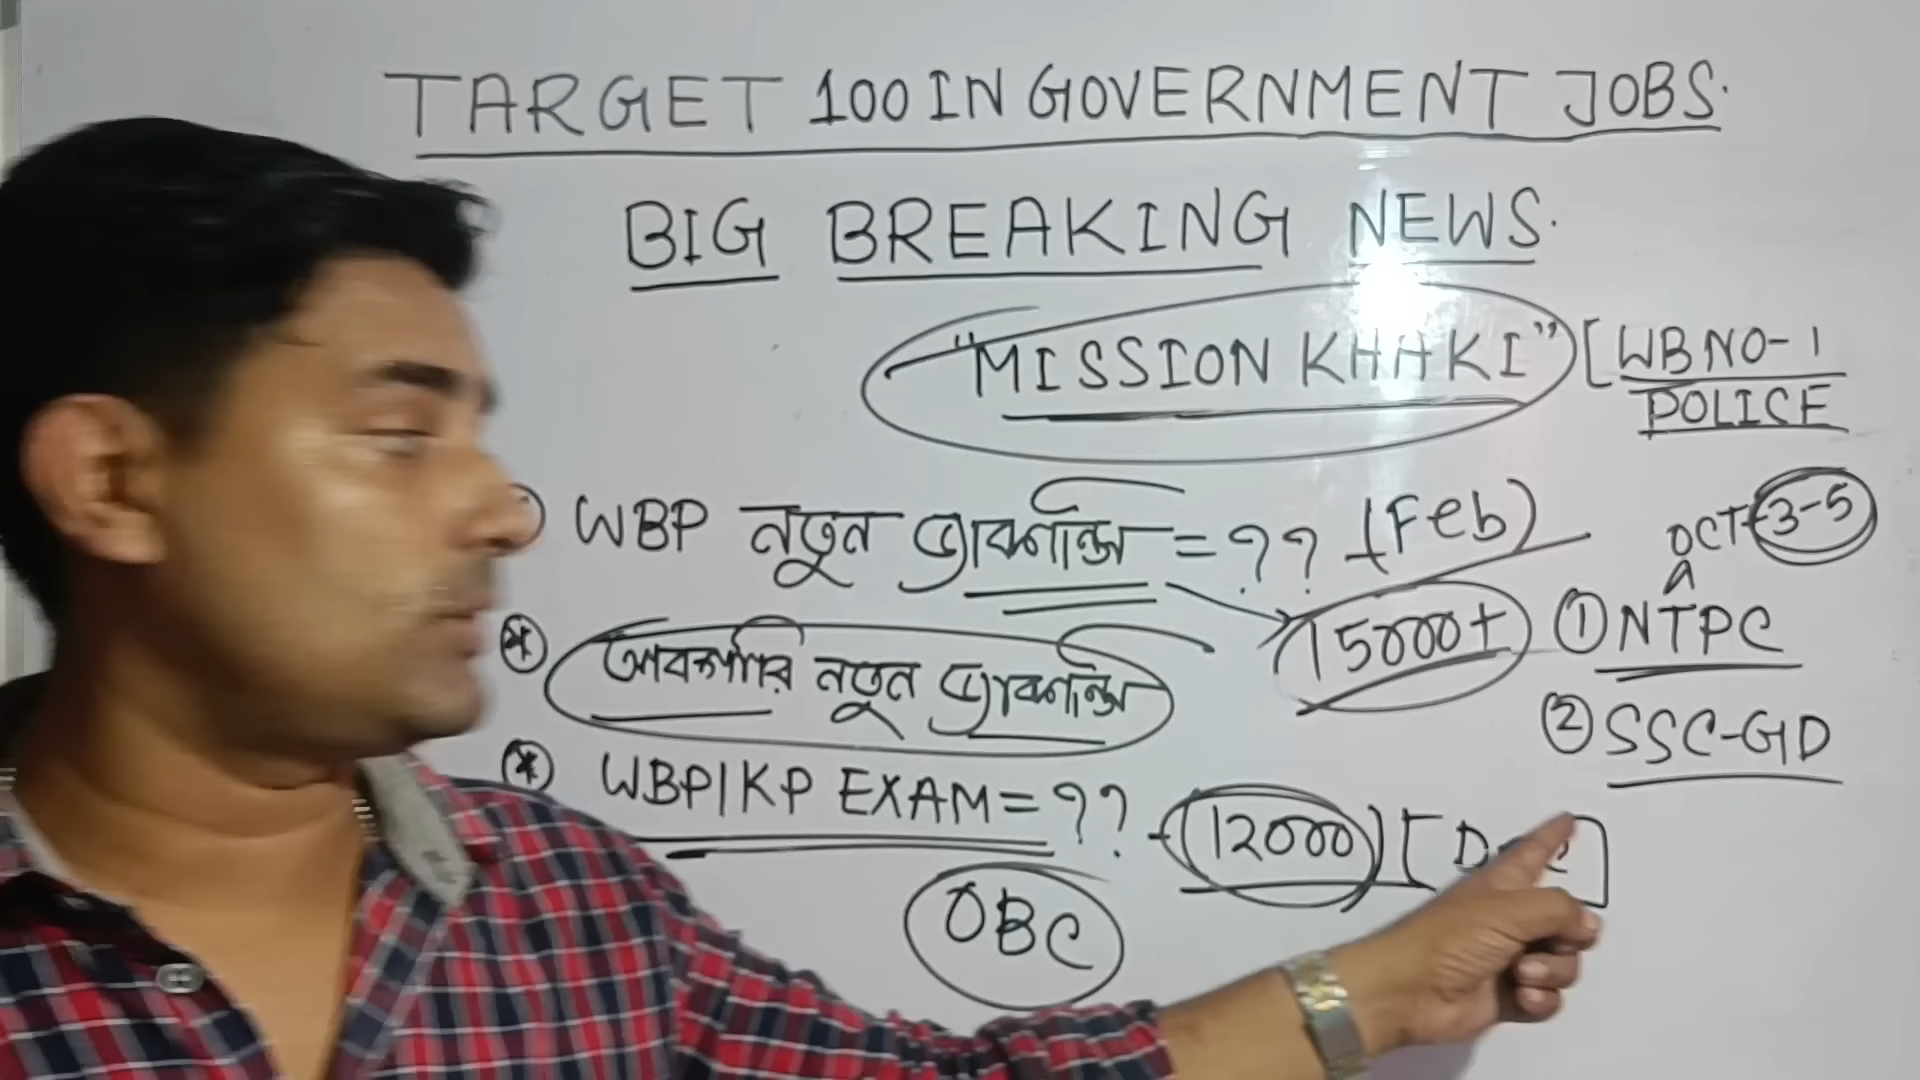 TARGET 100 IN GOVERNMENT JOBS.
BIG BREAKING NEWS.
"MISSION KHAKI" [WB NO-1
POLICE
WBP নতুন ভ্যাকান্সি = ?? (Feb)
15000+
OCT-3-5
① NTPC
② SSC-GD
* আবগারি নতুন ভ্যাকান্সি
* WBP|KP EXAM = ?? (12000) [
OBC